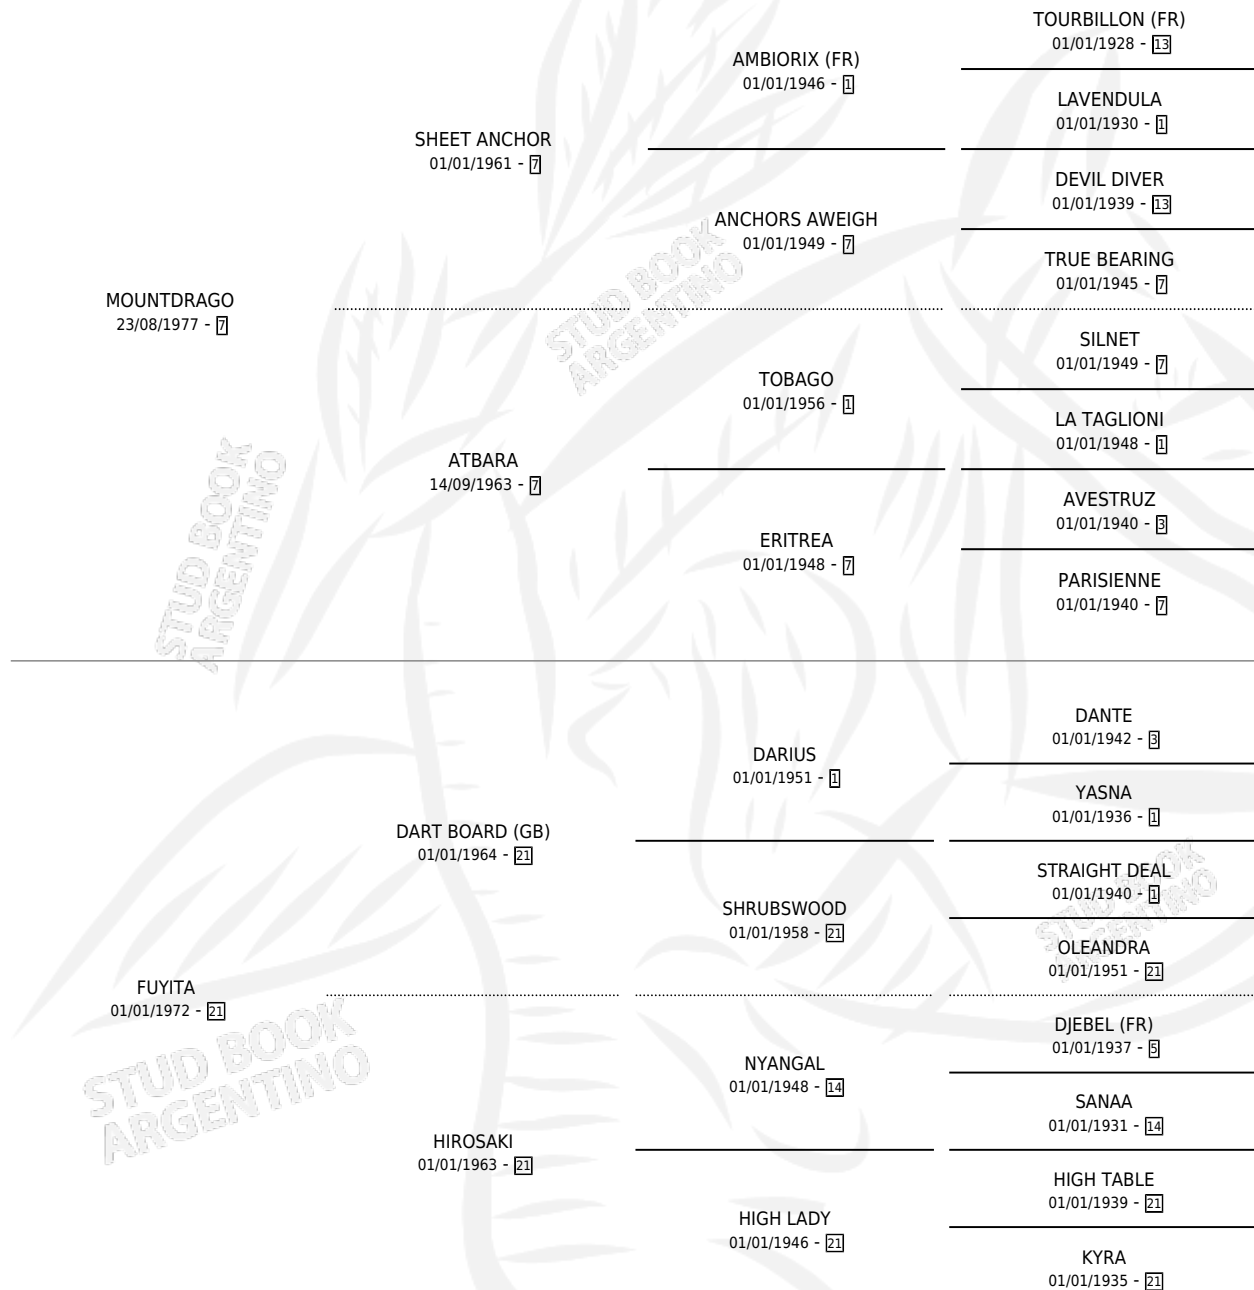 TOURBILLON (FR)
01/01/1928 - 13
AMBIORIX (FR)
01/01/1946 - 1
LAVENDULA
01/01/1930 - 1
SHEET ANCHOR
01/01/1961 - 7
DEVIL DIVER
01/01/1939 - 13
ANCHORS AWEIGH
01/01/1949 - 7
TRUE BEARING
01/01/1945 - 7
MOUNTDRAGO
23/08/1977 - 7
STUD BOOK
ARGENTINO
SILNET
01/01/1949 - 7
TOBAGO
01/01/1956 - 1
LA TAGLIONI
01/01/1948 - 1
ATBARA
14/09/1963 - 7
AVESTRUZ
01/01/1940 - 3
ERITREA
01/01/1948 - 7
PARISIENNE
01/01/1940 - 7
STUD BOOK
ARGENTINO
DANTE
01/01/1942 - 3
DARIUS
01/01/1951 - 1
YASNA
01/01/1936 - 1
DART BOARD (GB)
01/01/1964 - 21
STRAIGHT DEAL
01/01/1940 - 1
SHRUBSWOOD
01/01/1958 - 21
STUD BOOK
ARGENTINO
OLEANDRA
01/01/1951 - 21
FUYITA
01/01/1972 - 21
STUD BOOK
ARGENTINO
DJEBEL (FR)
01/01/1937 - 5
NYANGAL
01/01/1948 - 14
SANAA
01/01/1931 - 14
HIROSAKI
01/01/1963 - 21
HIGH TABLE
01/01/1939 - 21
HIGH LADY
01/01/1946 - 21
KYRA
01/01/1935 - 21